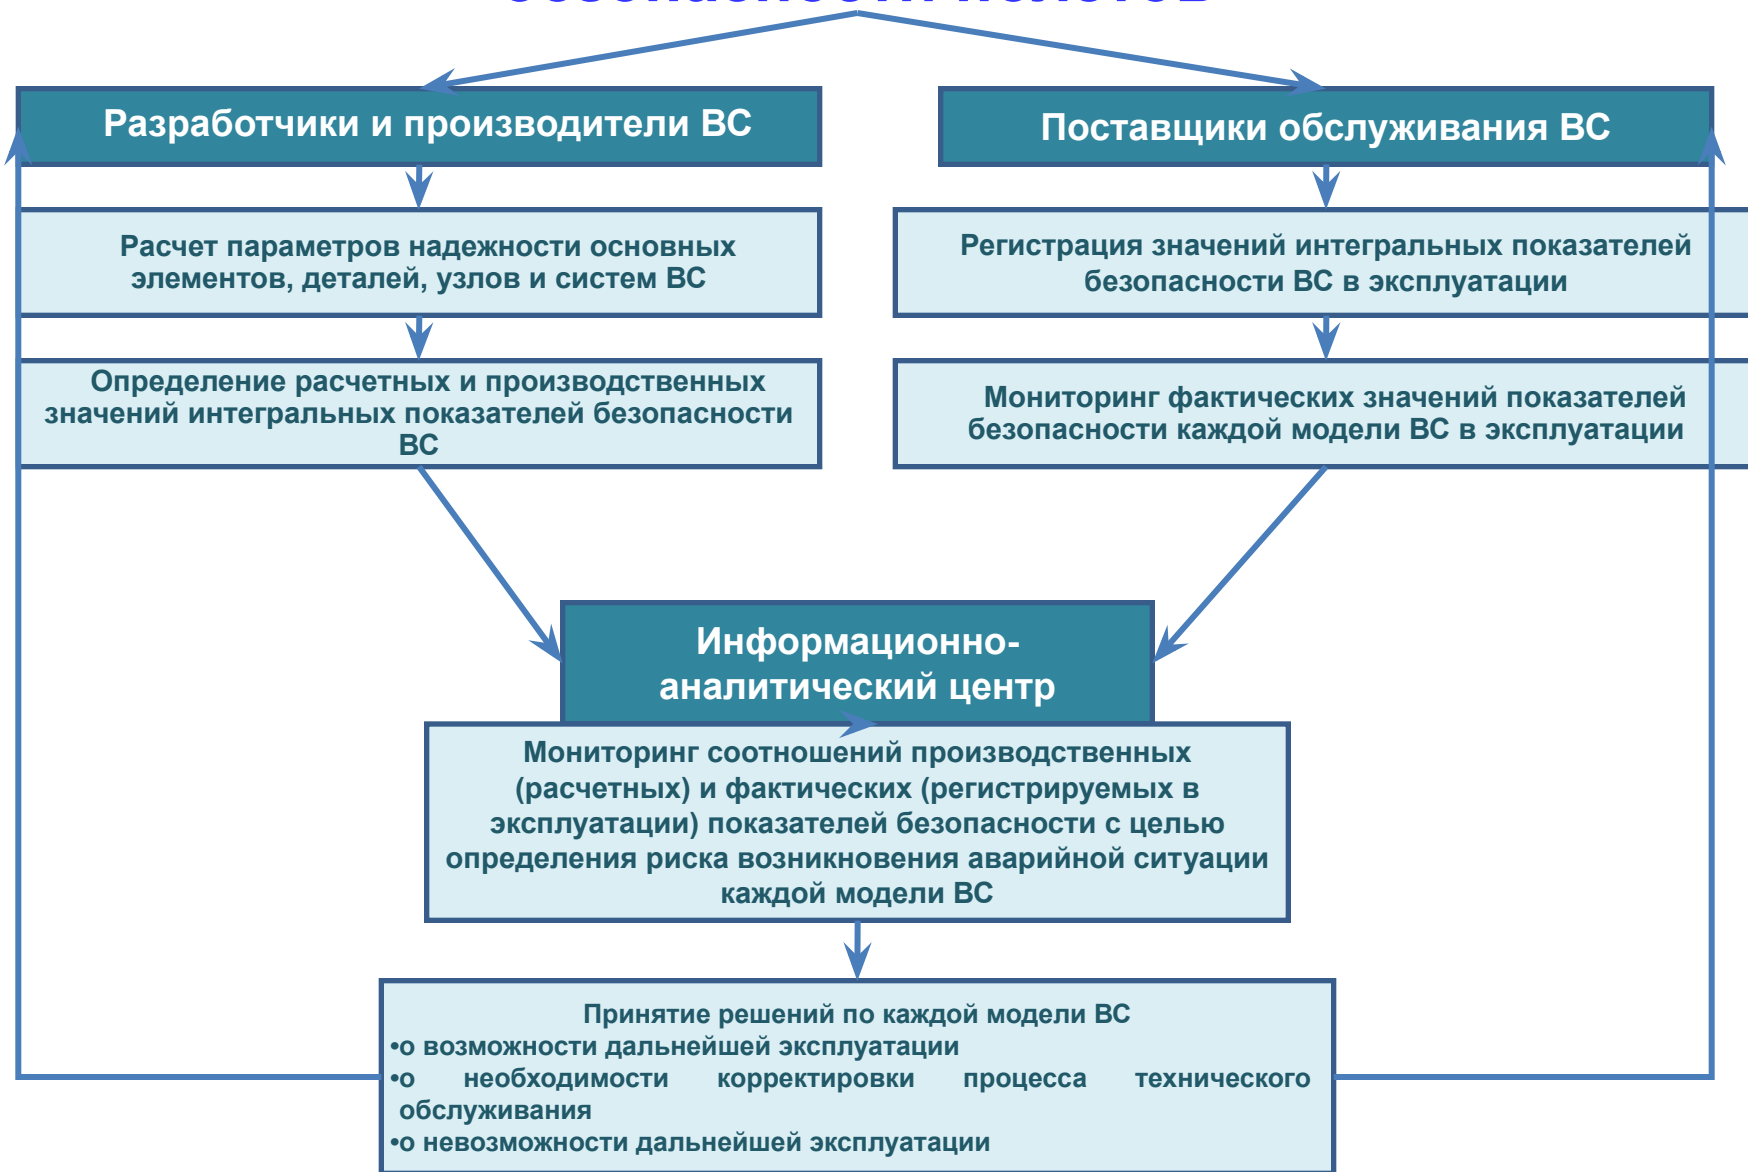 безопасности полетов
Разработчики и производители ВС
Поставщики обслуживания ВС
Расчет параметров надежности основных
элементов, деталей, узлов и систем ВС
Регистрация значений интегральных показателей
безопасности ВС в эксплуатации
Определение расчетных и производственных
значений интегральных показателей безопасности
ВС
Мониторинг фактических значений показателей
безопасности каждой модели ВС в эксплуатации
Информационно-
аналитический центр
Мониторинг соотношений производственных
(расчетных) и фактических (регистрируемых в
эксплуатации) показателей безопасности с целью
определения риска возникновения аварийной ситуации
каждой модели ВС
Принятие решений по каждой модели ВС
•о возможности дальнейшей эксплуатации
•о необходимости корректировки процесса технического
обслуживания
•о невозможности дальнейшей эксплуатации